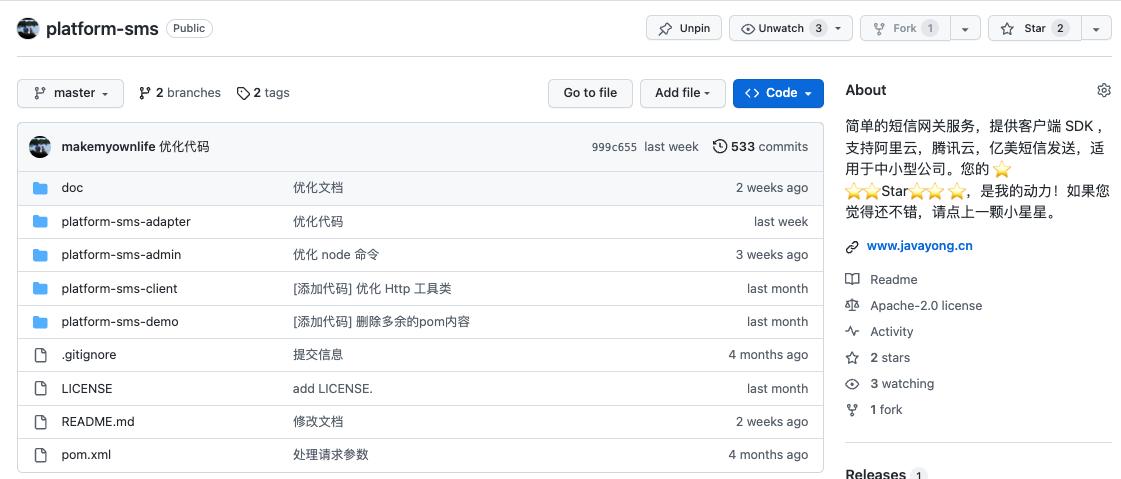 platform-sms Public Unpin Unwatch 3 Fork 1 Star 2
master 2 branches 2 tags Go to file Add file Code
makemyownlife 优化代码 999c655 last week 533 commits
doc 优化文档 2 weeks ago
platform-sms-adapter 优化代码 last week
platform-sms-admin 优化 node 命令 3 weeks ago
platform-sms-client [添加代码] 优化 Http 工具类 last month
platform-sms-demo [添加代码] 删除多余的pom内容 last month
.gitignore 提交信息 4 months ago
LICENSE add LICENSE. last month
README.md 修改文档 2 weeks ago
pom.xml 处理请求参数 4 months ago
About
简单的短信网关服务，提供客户端 SDK ，
支持阿里云，腾讯云，亿美短信发送，适
用于中小型公司。您的 ⭐
⭐⭐Star⭐⭐ ⭐，是我的动力！如果您
觉得还不错，请点上一颗小星星。
www.javayong.cn
Readme
Apache-2.0 license
Activity
2 stars
3 watching
1 fork
Releases 1